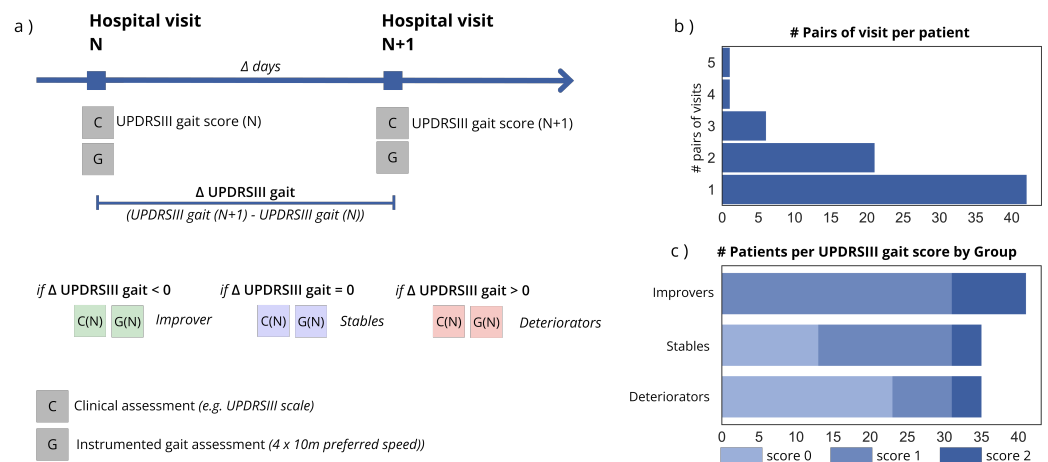 a )
Hospital visit
N
Hospital visit
N+1
Δ days
C
UPDRSIII gait score (N)
G
C
UPDRSIII gait score (N+1)
G
Δ UPDRSIII gait
(UPDRSIII gait (N+1) - UPDRSIII gait (N))
if Δ UPDRSIII gait < 0
C(N) G(N) Improver
if Δ UPDRSIII gait = 0
C(N) G(N) Stables
if Δ UPDRSIII gait > 0
C(N) G(N) Deteriorators
C Clinical assessment (e.g. UPDRSIII scale)
G Instrumented gait assessment (4 x 10m preferred speed))
b )
# Pairs of visit per patient
# pairs of visits
5
4
3
2
1
0 5 10 15 20 25 30 35 40
c )
# Patients per UPDRSIII gait score by Group
Improvers
Stables
Deteriorators
0 5 10 15 20 25 30 35 40
score 0 score 1 score 2